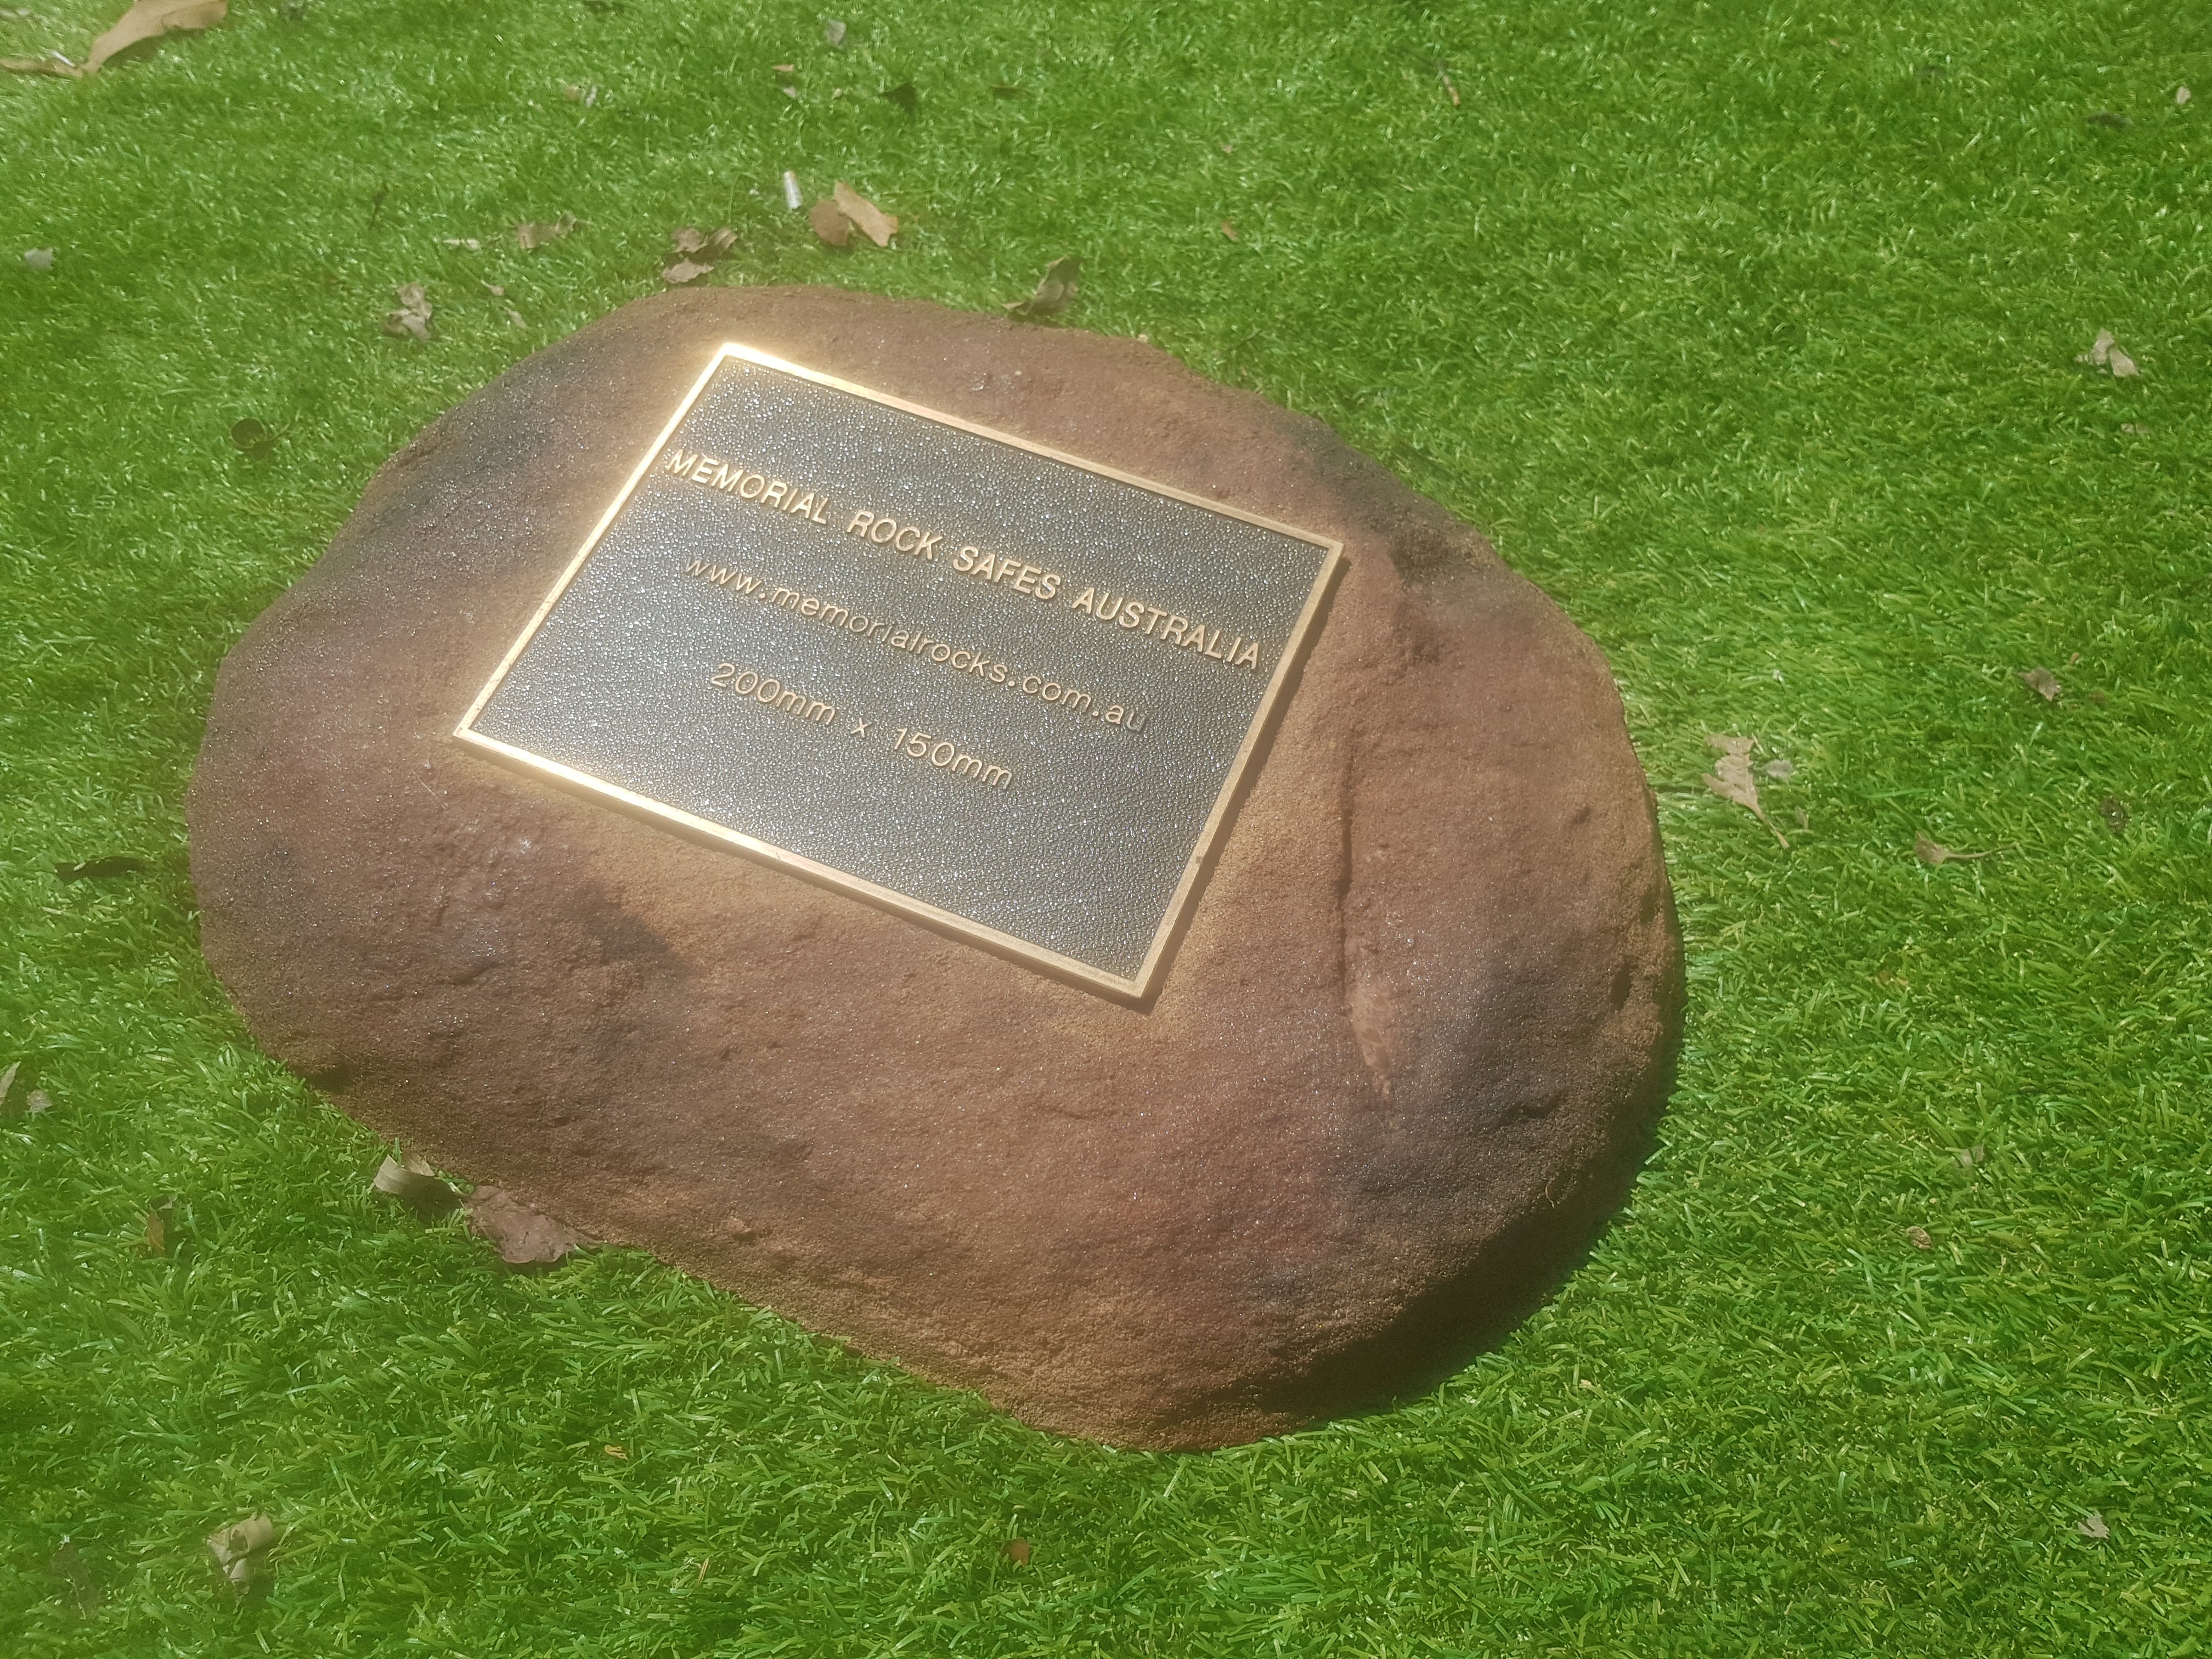 MEMORIAL ROCK SAFES AUSTRALIA
www.memorialrocks.com.au
200mm x 150mm